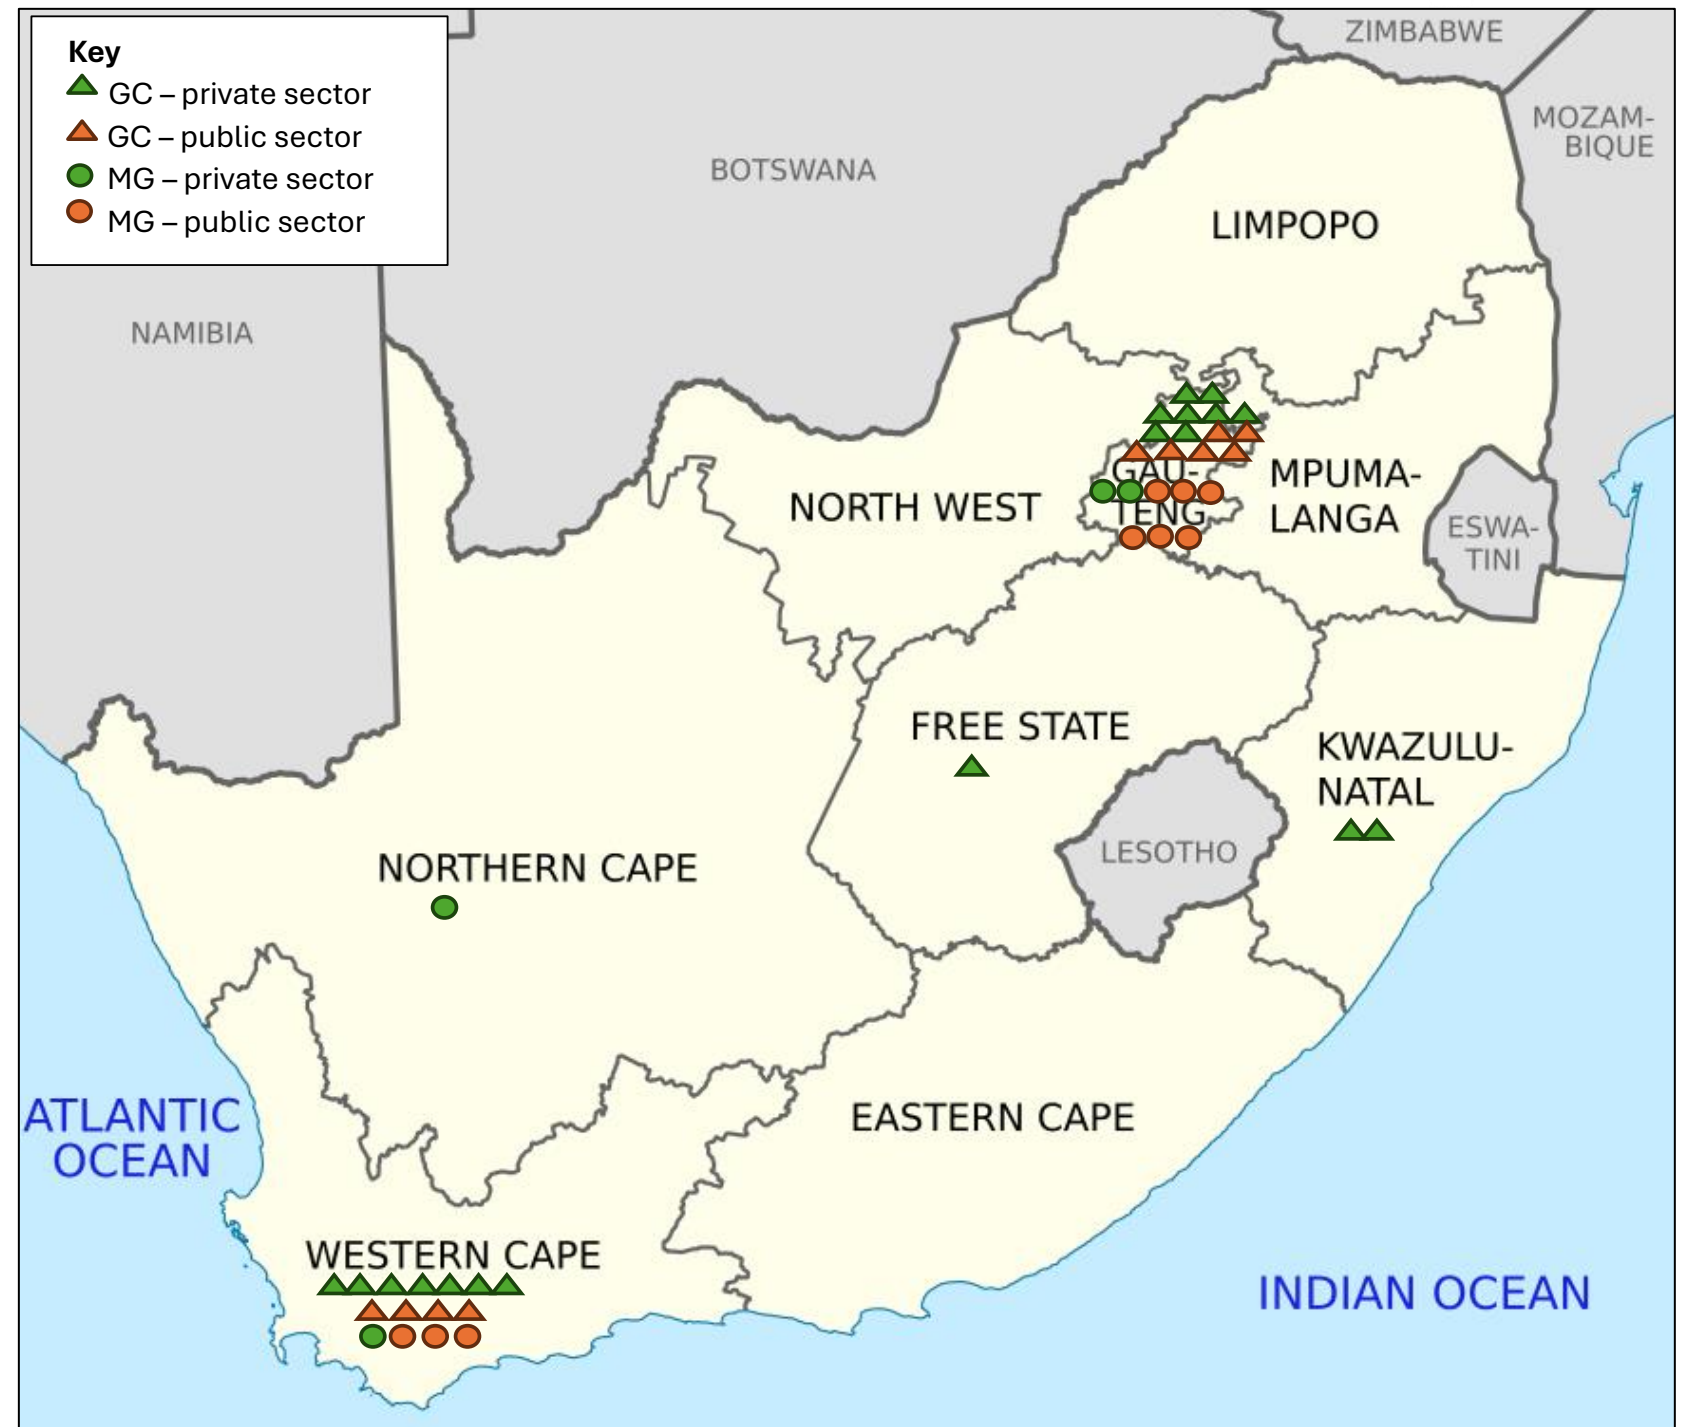 Key
GC – private sector
GC – public sector
MG – private sector
MG – public sector
ZIMBABWE
MOZAM-
BIQUE
BOTSWANA
LIMPOPO
NAMIBIA
GAU-
TENG
NORTH WEST
MPUMA-
LANGA
ESWA-
TINI
FREE STATE
KWAZULU-
NATAL
LESOTHO
NORTHERN CAPE
ATLANTIC
OCEAN
EASTERN CAPE
WESTERN CAPE
INDIAN OCEAN